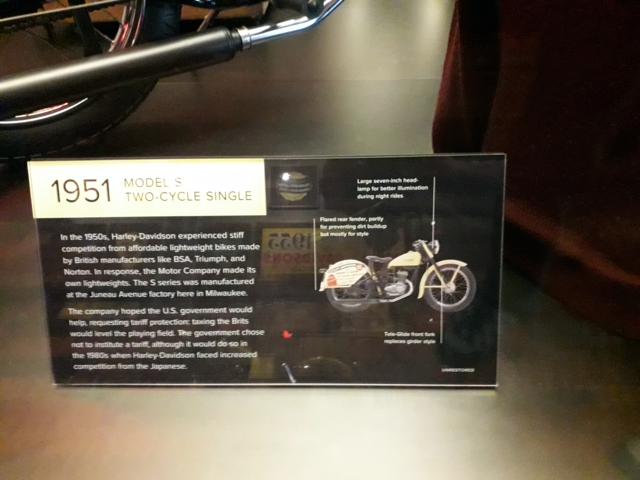 1951
MODEL S
TWO-CYCLE SINGLE
In the 1950s, Harley-Davidson experienced stiff
competition from affordable lightweight bikes made
by British manufacturers like BSA, Triumph, and
Norton. In response, the Motor Company made its
own lightweights. The S series was manufactured
at the Juneau Avenue factory here in Milwaukee.
The company hoped the U.S. government would
help, requesting tariff protection: taxing the Brits
would level the playing field. The government chose
not to institute a tariff, although it would do so in
the 1980s when Harley-Davidson faced increased
competition from the Japanese.
Large seven-inch head-
lamp for better illumination
during night rides
Flared rear fender, partly
for preventing dirt buildup
but mostly for style
Tele-Glide front fork
replaces girder style
UNRESTORED